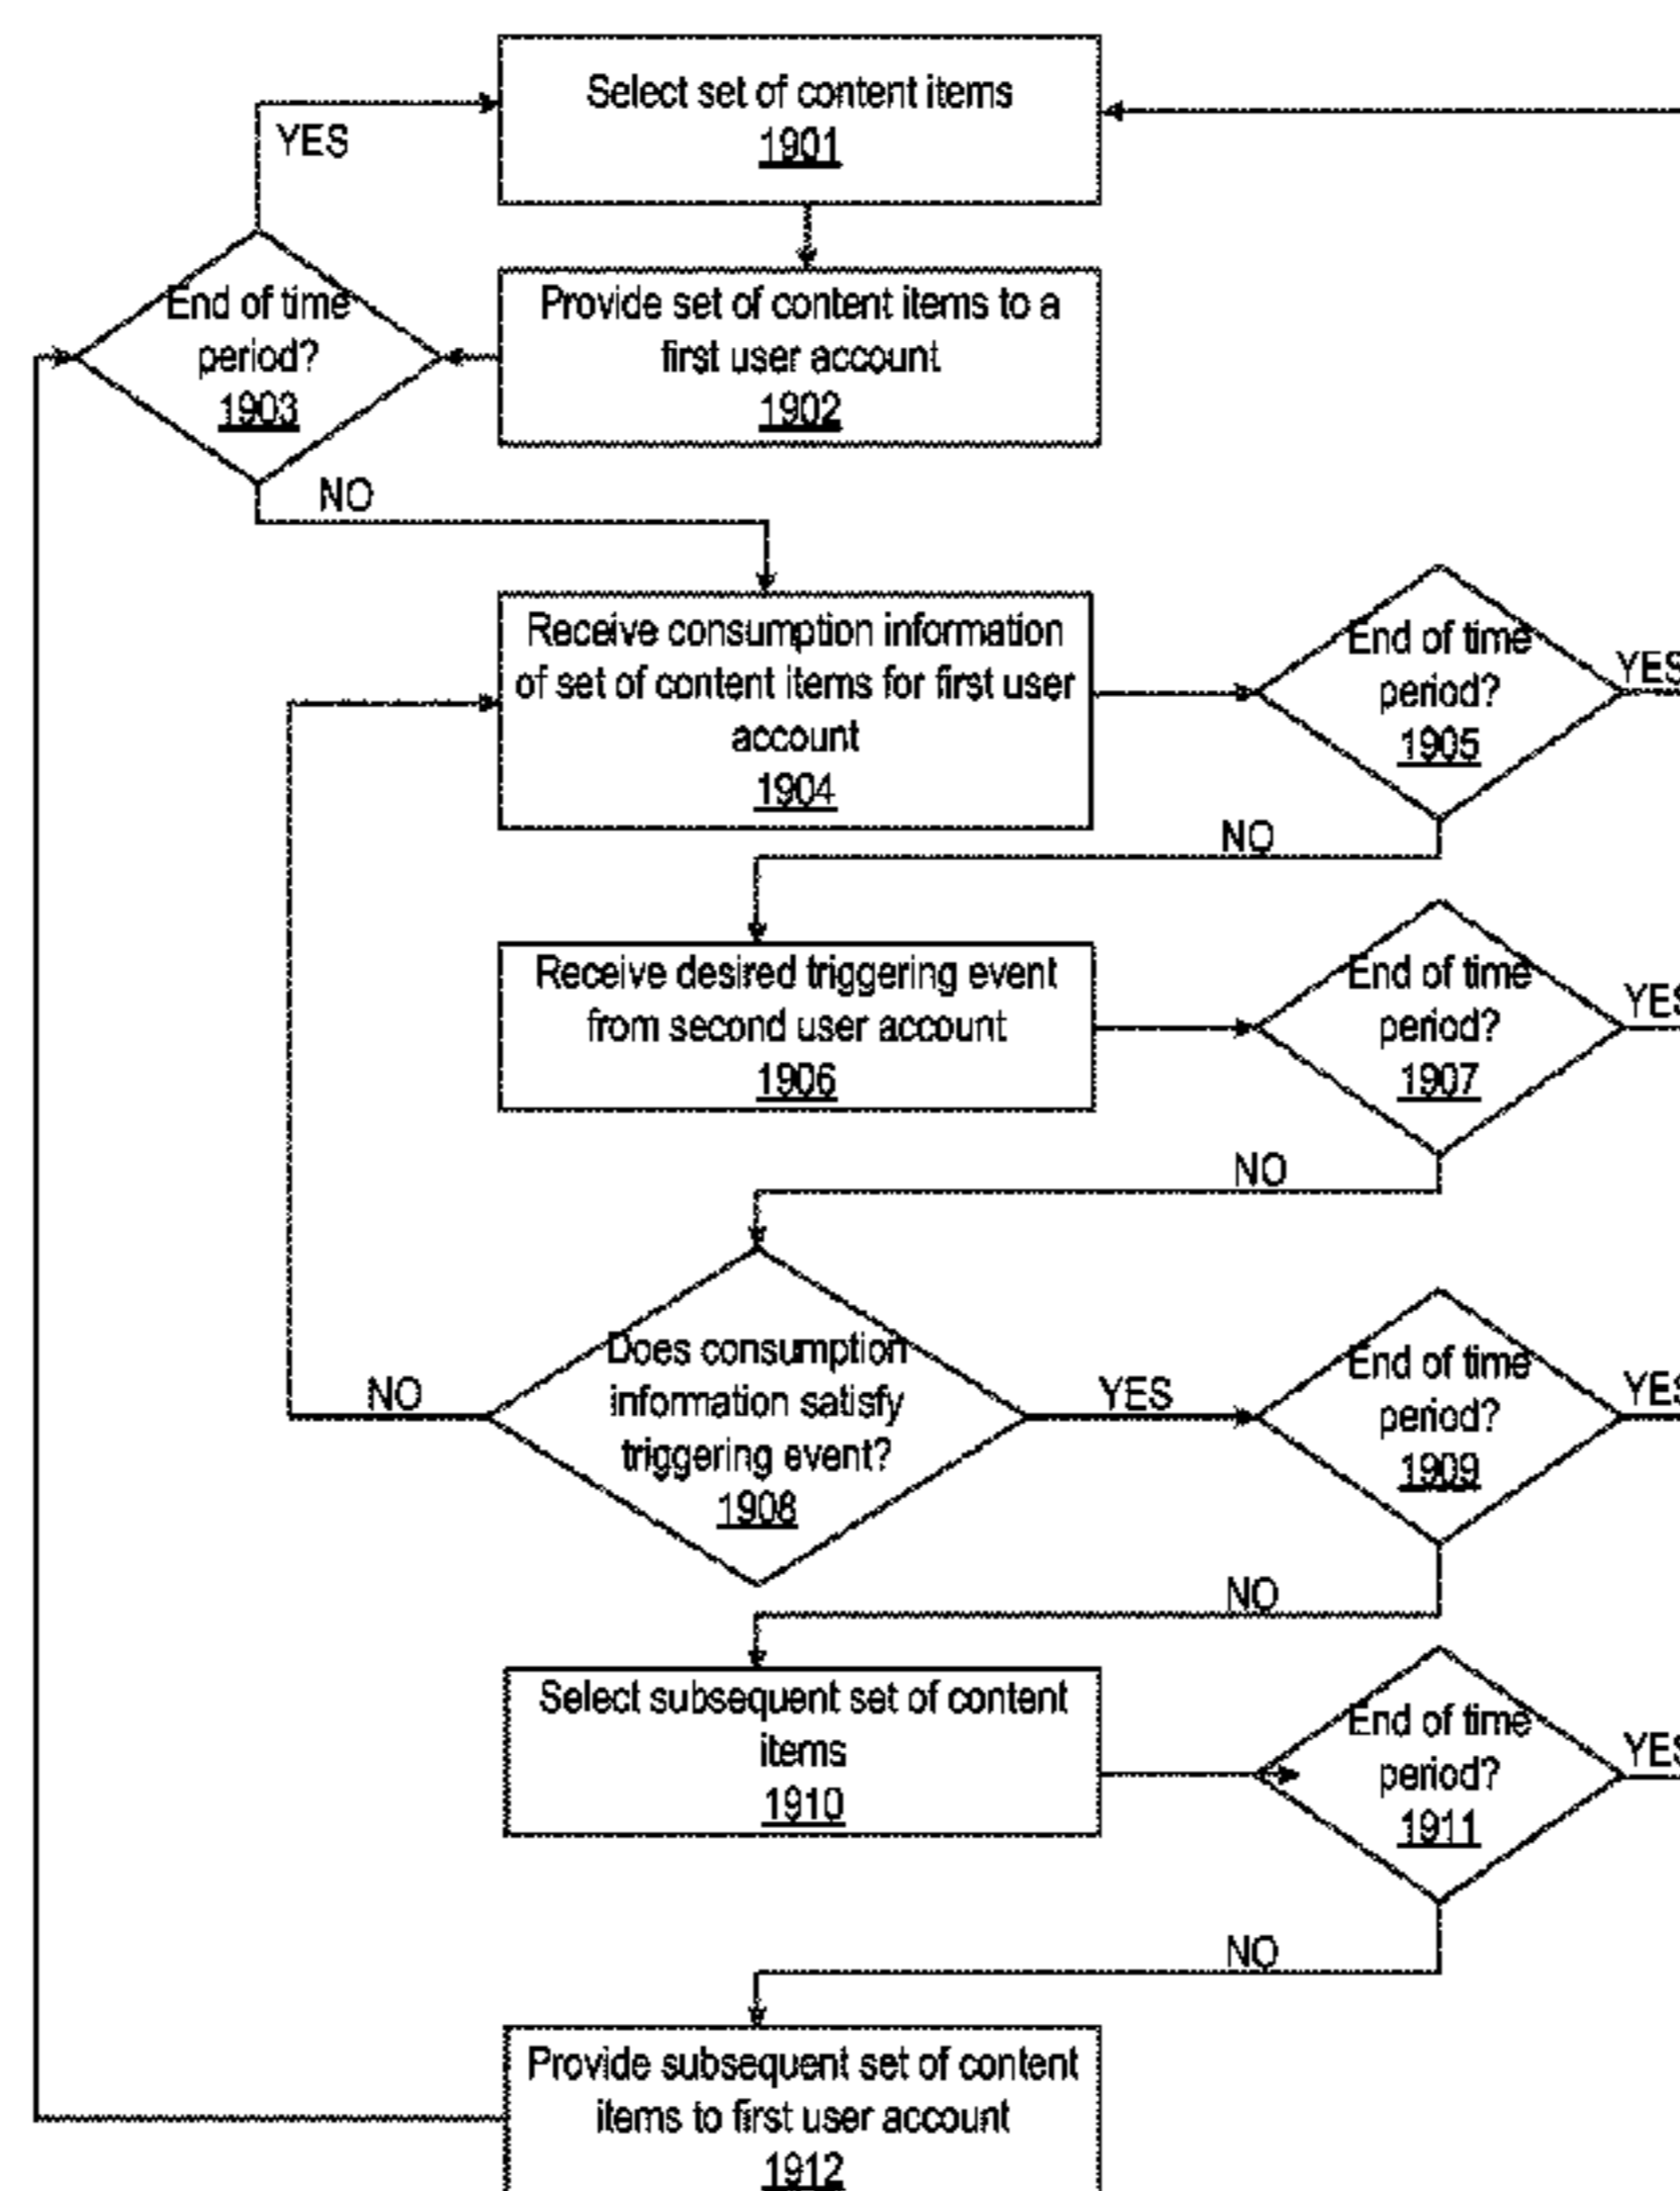 Select set of content items
1901
YES
End of time
period?
1903
Provide set of content items to a
first user account
1902
NO
Receive consumption information
of set of content items for first user
account
1904
End of time
period?
1905
YES
NO
Receive desired triggering event
from second user account
1906
End of time
period?
1907
YES
NO
Does consumption
information satisfy
triggering event?
1908
NO
YES
End of time
period?
1909
YES
NO
Select subsequent set of content
items
1910
End of time
period?
1911
YES
NO
Provide subsequent set of content
items to first user account
1912